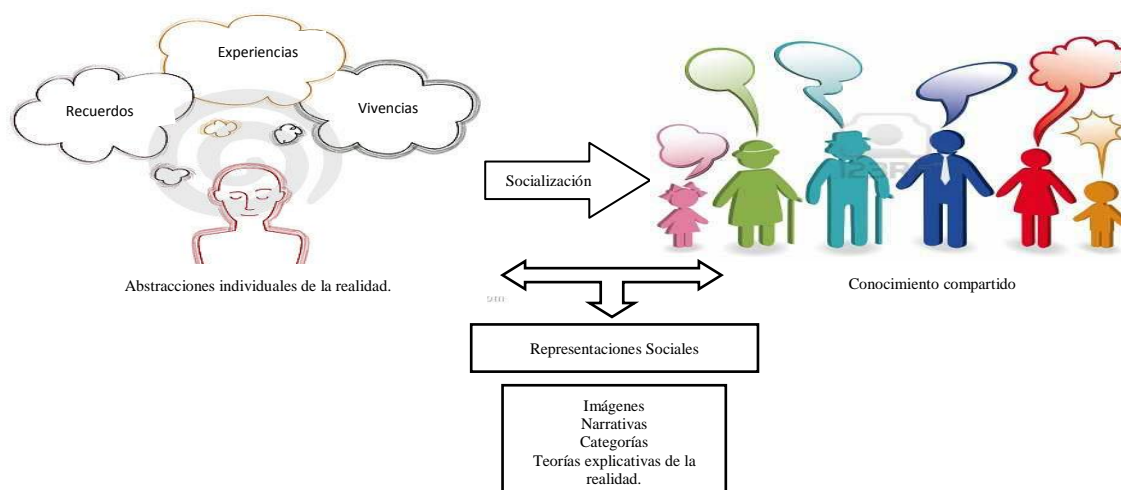 Experiencias
Recuerdos
Vivencias
Socialización
123RF
Abstracciones individuales de la realidad.
Conocimiento compartido
Representaciones Sociales
Imágenes
Narrativas
Categorías
Teorías explicativas de la
realidad.